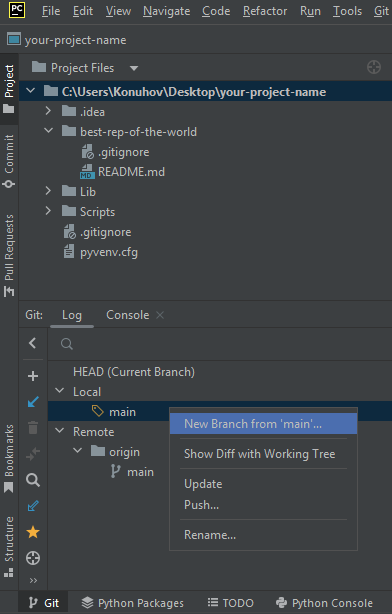 PC File Edit View Navigate Code Refactor Run Tools Git
your-project-name
Project
Project Files
C:\Users\Konuhov\Desktop\your-project-name
.idea
best-rep-of-the-world
.gitignore
MD README.md
Lib
Scripts
.gitignore
pyvenv.cfg
Commit
Pull Requests
Git: Log Console
HEAD (Current Branch)
Local
main
Remote
origin
main
New Branch from 'main'...
Show Diff with Working Tree
Update
Push...
Rename...
Bookmarks
Structure
Git Python Packages TODO Python Console